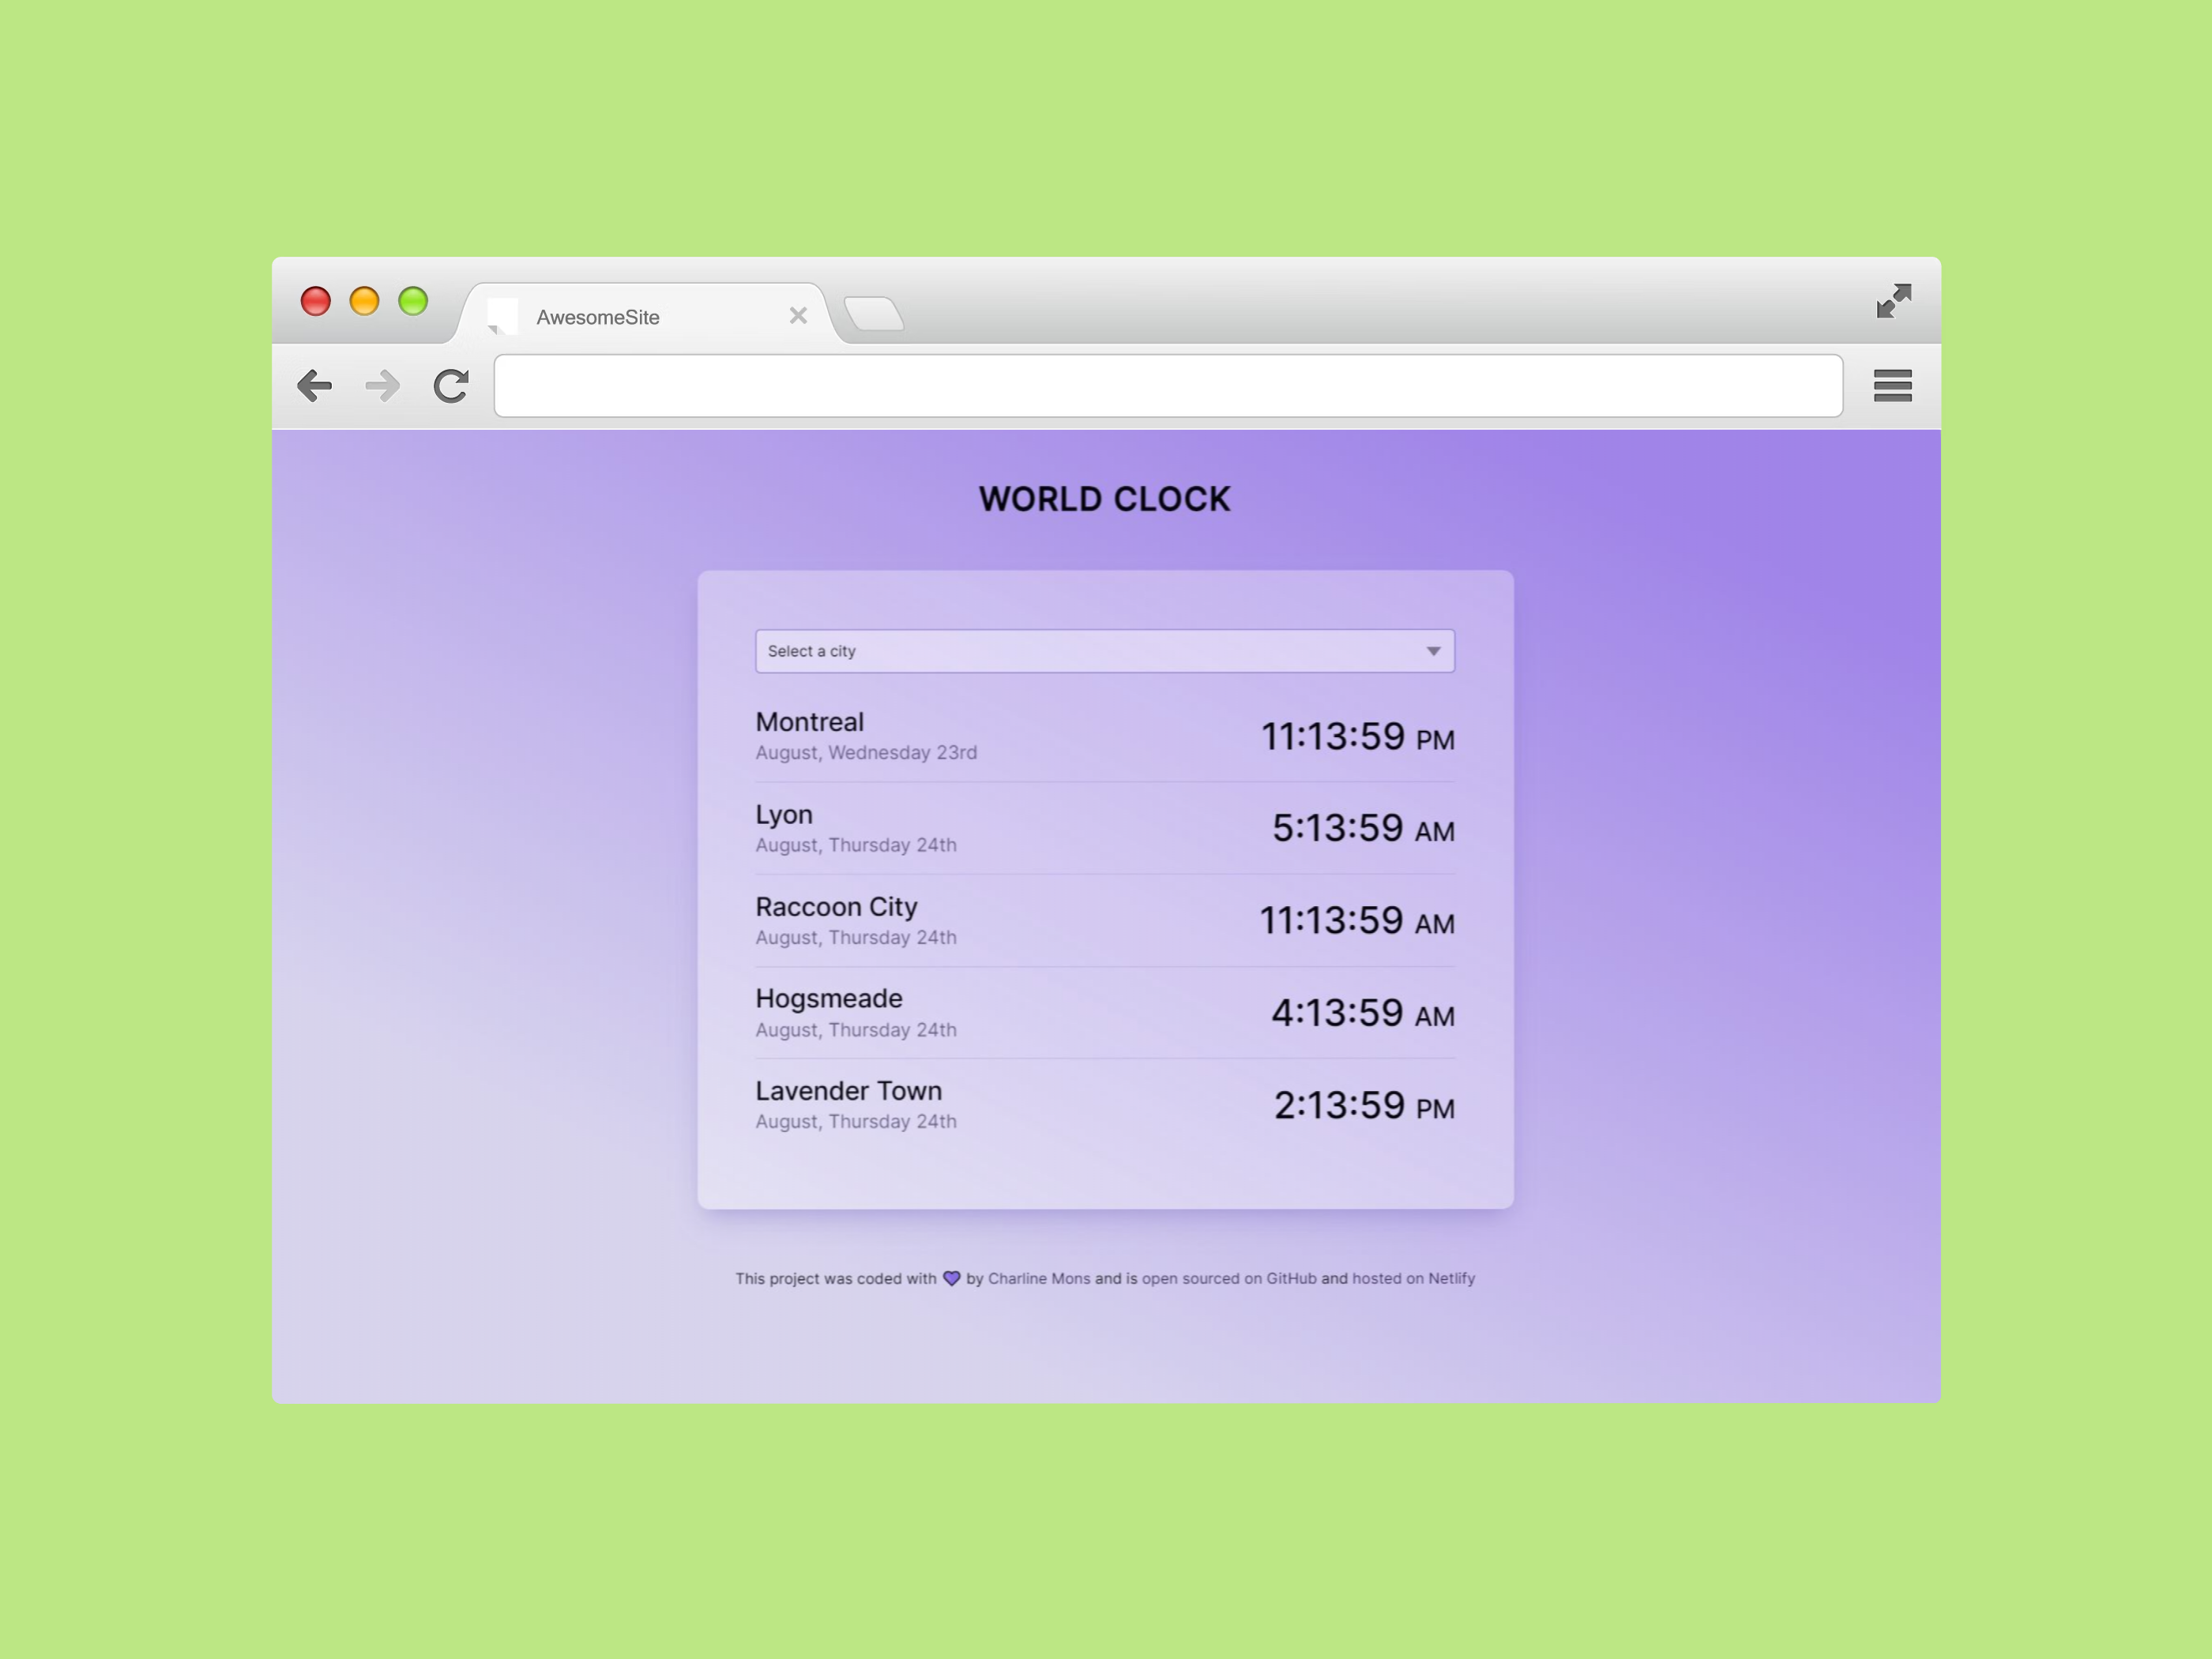 AwesomeSite
WORLD CLOCK
Select a city
Montreal
August, Wednesday 23rd
11:13:59 PM
Lyon
August, Thursday 24th
5:13:59 AM
Raccoon City
August, Thursday 24th
11:13:59 AM
Hogsmeade
August, Thursday 24th
4:13:59 AM
Lavender Town
August, Thursday 24th
2:13:59 PM
This project was coded with 💜 by Charline Mons and is open sourced on GitHub and hosted on Netlify